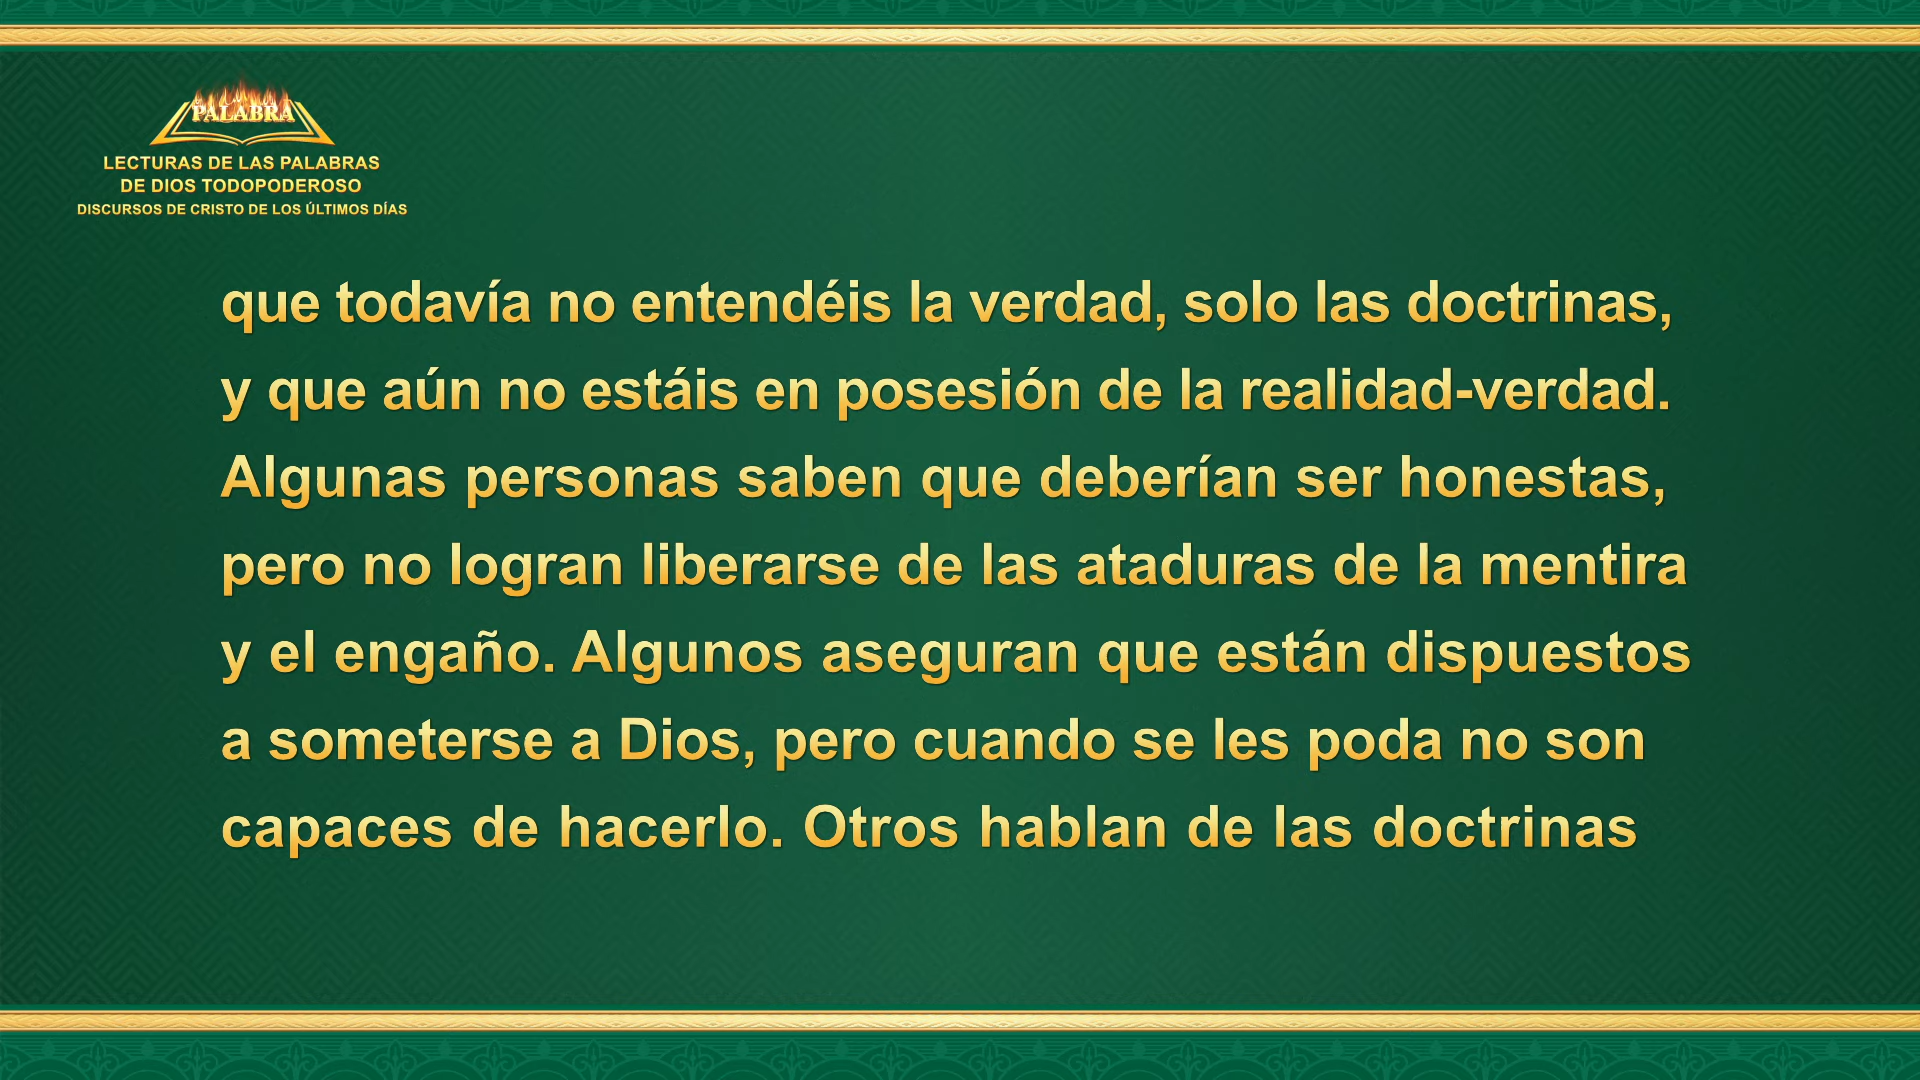 PALABRA
LECTURAS DE LAS PALABRAS
DE DIOS TODOPODEROSO
DISCURSOS DE CRISTO DE LOS ÚLTIMOS DÍAS
que todavía no entendéis la verdad, solo las doctrinas,
y que aún no estáis en posesión de la realidad-verdad.
Algunas personas saben que deberían ser honestas,
pero no logran liberarse de las ataduras de la mentira
y el engaño. Algunos aseguran que están dispuestos
a someterse a Dios, pero cuando se les poda no son
capaces de hacerlo. Otros hablan de las doctrinas